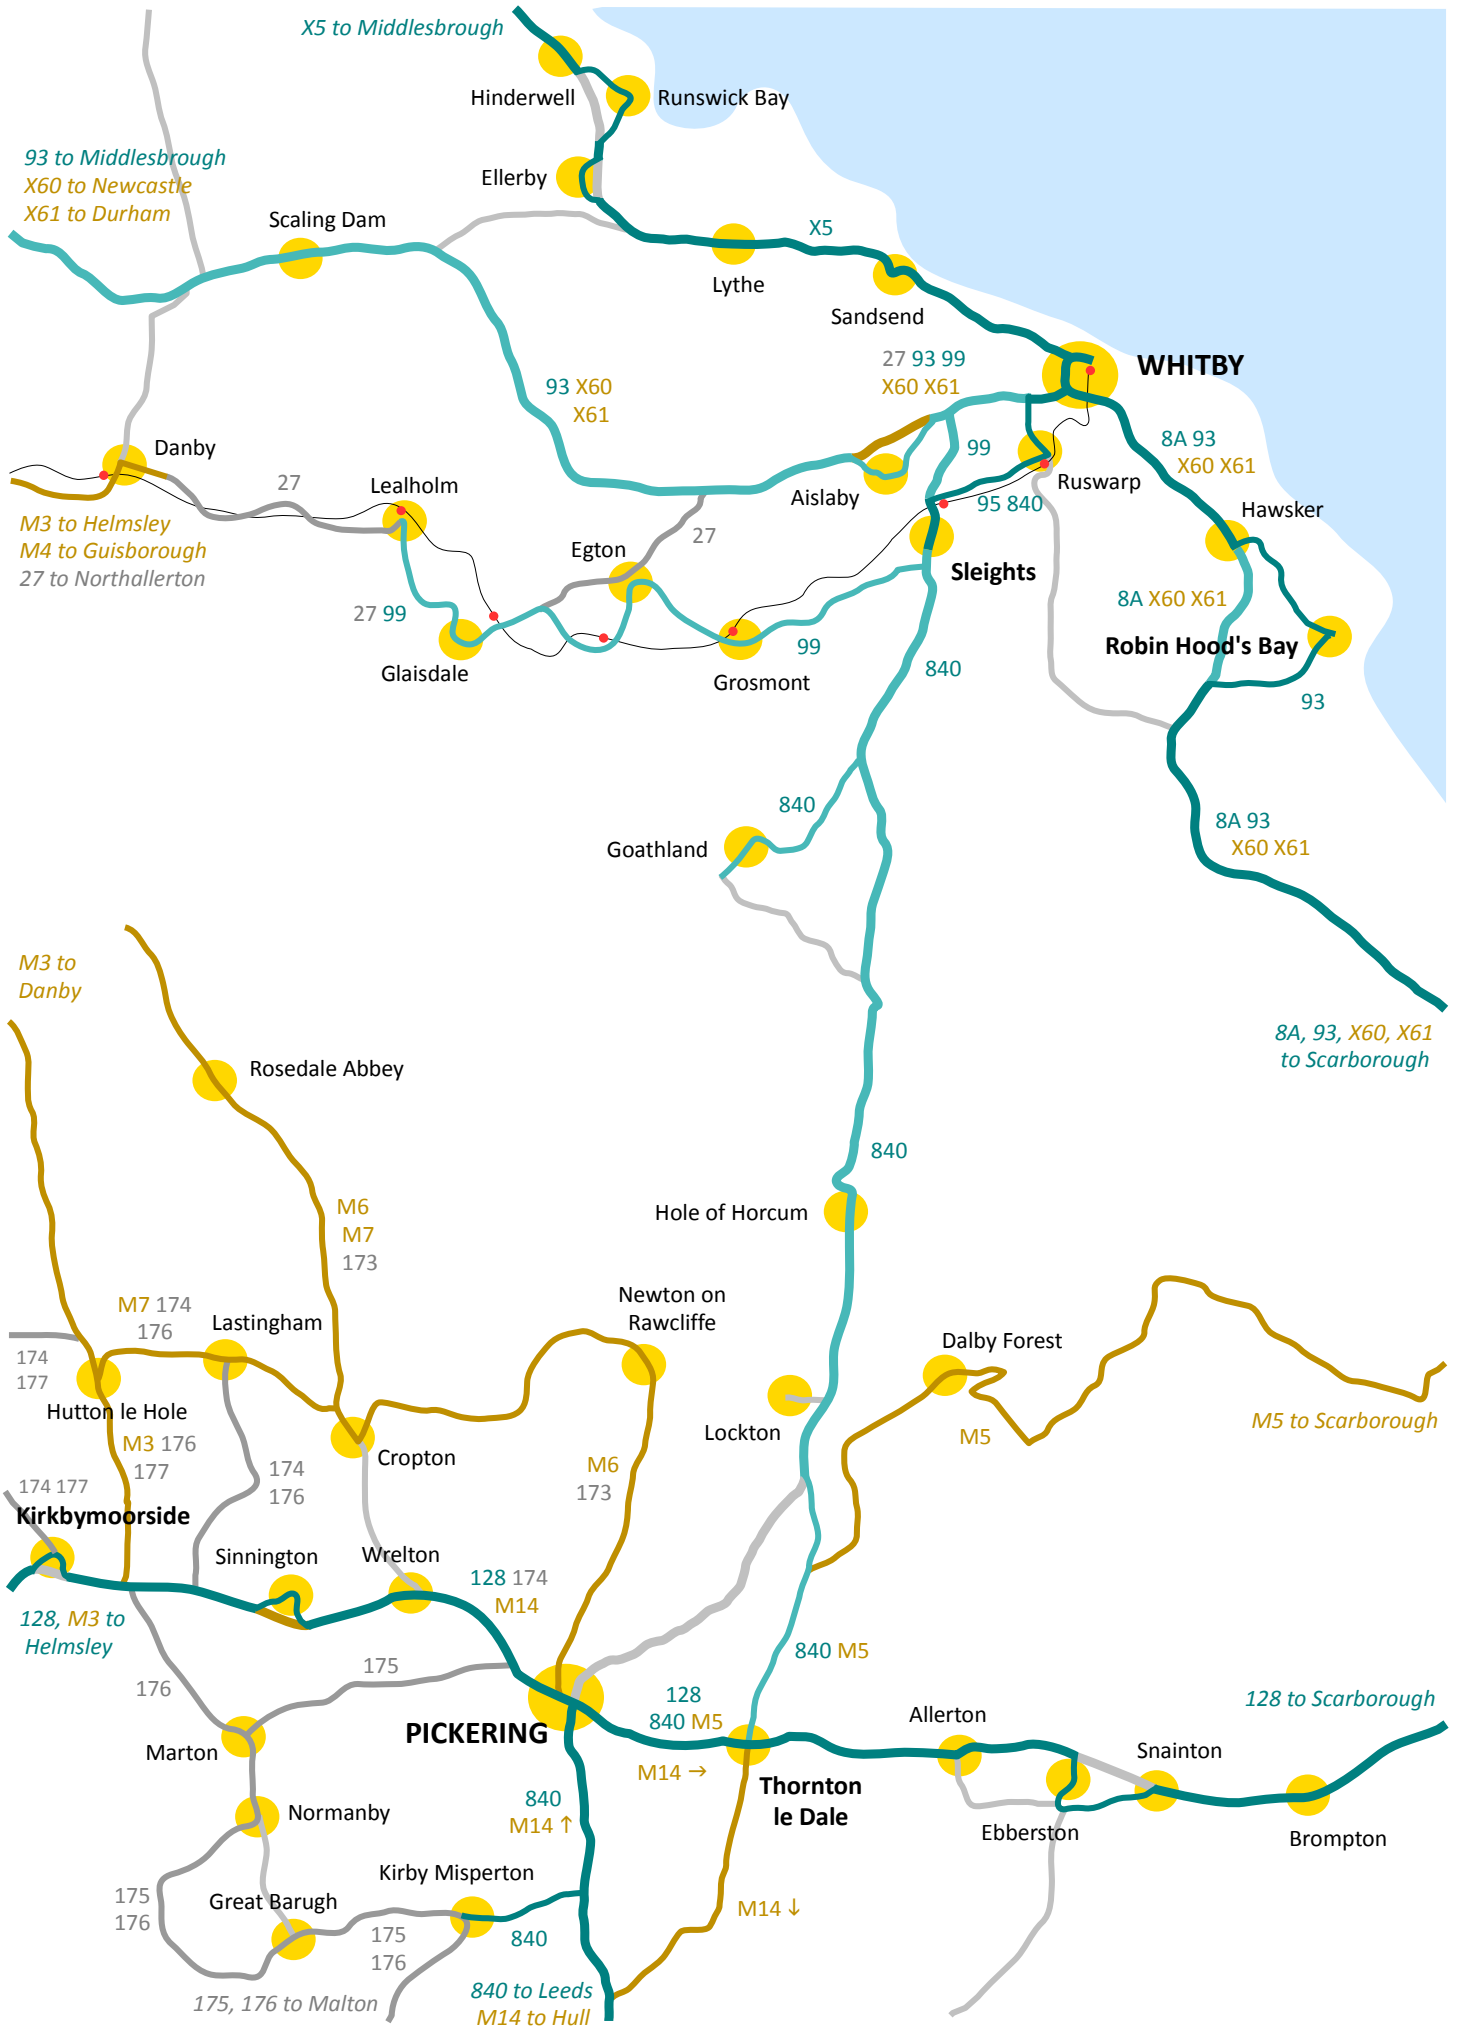 X5 to Middlesbrough
Hinderwell
Runswick Bay
93 to Middlesbrough
X60 to Newcastle
X61 to Durham
Ellerby
Scaling Dam
X5
Lythe
Sandsend
27 93 99
X60 X61
WHITBY
93 X60
X61
8A 93
X60 X61
Danby
99
27
Lealholm
Aislaby
Ruswarp
95 840
Hawsker
M3 to Helmsley
M4 to Guisborough
27 to Northallerton
27
Egton
Sleights
8A X60 X61
27 99
Robin Hood's Bay
99
Glaisdale
Grosmont
840
93
840
8A 93
X60 X61
Goathland
M3 to
Danby
8A, 93, X60, X61
to Scarborough
Rosedale Abbey
840
M6
M7
173
Hole of Horcum
Newton on
Rawcliffe
M7 174
176
Lastingham
Dalby Forest
174
177
Hutton le Hole
M5 to Scarborough
Lockton
M5
M3 176
177
Cropton
174
176
M6
173
174 177
Kirkbymoorside
Sinnington
Wrelton
128 174
M14
128, M3 to
Helmsley
840 M5
175
176
128
840 M5
128 to Scarborough
Allerton
PICKERING
Marton
Snainton
M14 →
Thornton
le Dale
840
M14 ↑
Normanby
Ebberston
Brompton
Kirby Misperton
175
176
Great Barugh
M14 ↓
175
176
840
840 to Leeds
M14 to Hull
175, 176 to Malton